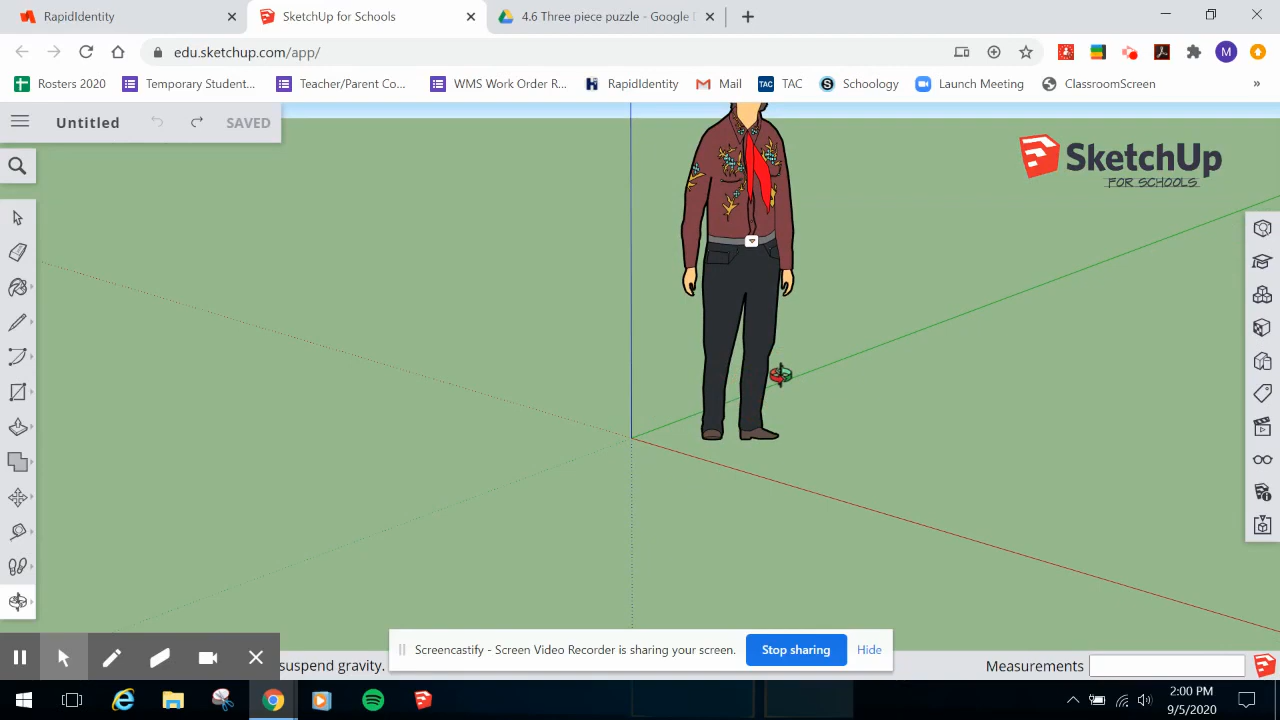 RapidIdentity
SketchUp for Schools
4.6 Three piece puzzle - Google
edu.sketchup.com/app/
M
Rosters 2020
Temporary Student...
Teacher/Parent Co...
WMS Work Order R...
RapidIdentity
Mail
TAC
TAC
Schoology
Launch Meeting
ClassroomScreen
»
Untitled
SAVED
SketchUp
FOR SCHOOLS
Screencastify - Screen Video Recorder is sharing your screen.
Stop sharing
Hide
suspend gravity.
Measurements
2:00 PM
9/5/2020